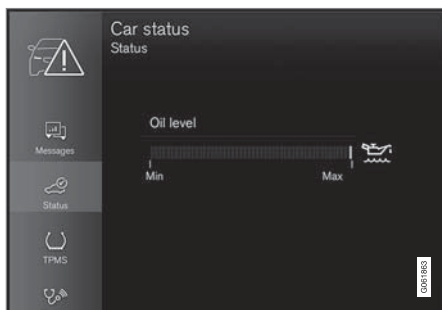 Car status
Status
Messages
Status
TPMS
Oil level
Min Max
G061863